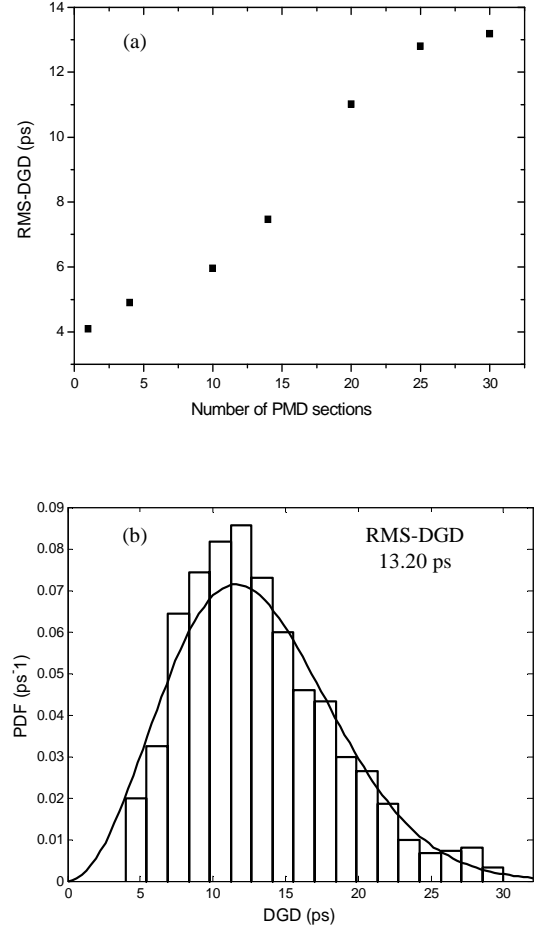 14
(a)
12
10
8
6
4
RMS-DGD (ps)
0 5 10 15 20 25 30
Number of PMD sections
0.09
(b)
RMS-DGD
13.20 ps
0.08
0.07
0.06
0.05
0.04
0.03
0.02
0.01
0
PDF (ps-1)
0 5 10 15 20 25 30
DGD (ps)